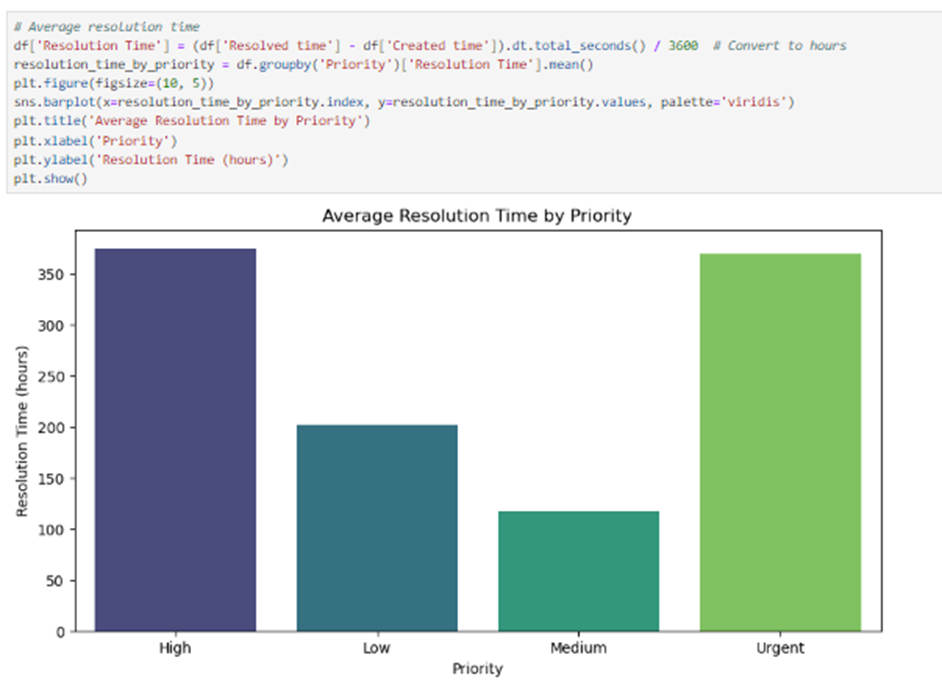 # Average resolution time
df['Resolution Time'] = (df['Resolved time'] - df['Created time']).dt.total_seconds() / 3600  # Convert to hours
resolution_time_by_priority = df.groupby('Priority')['Resolution Time'].mean()
plt.figure(figsize=(10, 5))
sns.barplot(x=resolution_time_by_priority.index, y=resolution_time_by_priority.values, palette='viridis')
plt.title('Average Resolution Time by Priority')
plt.xlabel('Priority')
plt.ylabel('Resolution Time (hours)')
plt.show()
Average Resolution Time by Priority
Resolution Time (hours)
350
300
250
200
150
100
50
0
High Low Medium Urgent
Priority